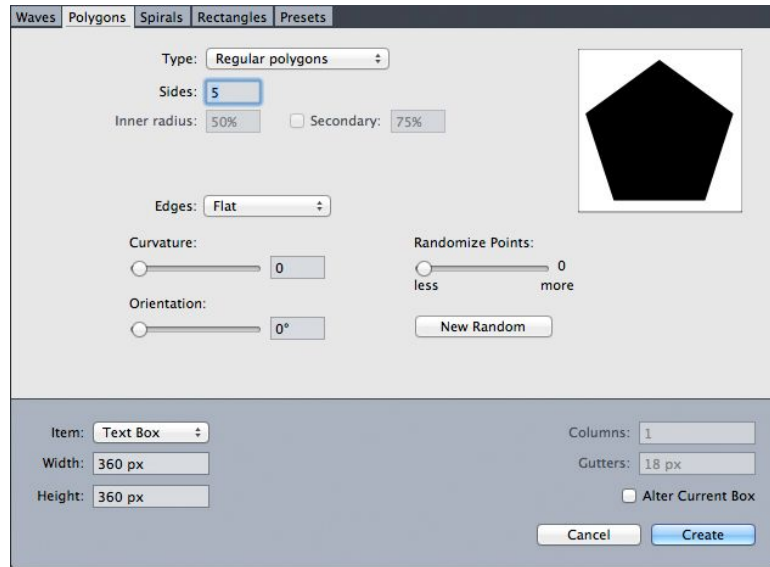 Waves Polygons Spirals Rectangles Presets
Type: Regular polygons
Sides: 5
Inner radius: 50% Secondary: 75%
Edges: Flat
Curvature:
0
Randomize Points:
0
less more
Orientation:
0°
New Random
Item: Text Box
Width: 360 px
Height: 360 px
Columns: 1
Gutters: 18 px
Alter Current Box
Cancel Create